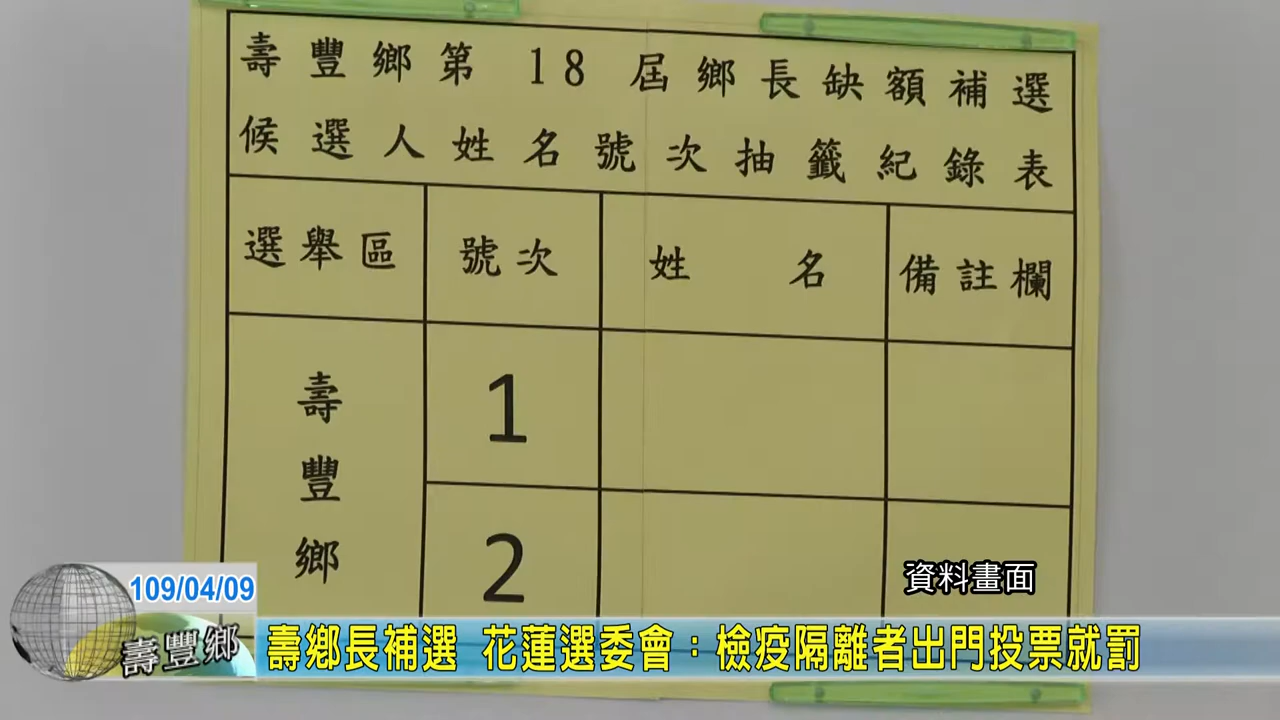 壽豐鄉第 18 屆鄉長缺額補選
候選人姓名號次抽籤紀錄表
選舉區 號次 姓名 備註欄
壽豐鄉
1
2
資料畫面
109/04/09
壽豐鄉
壽鄉長補選 花蓮選委會：檢疫隔離者出門投票就罰